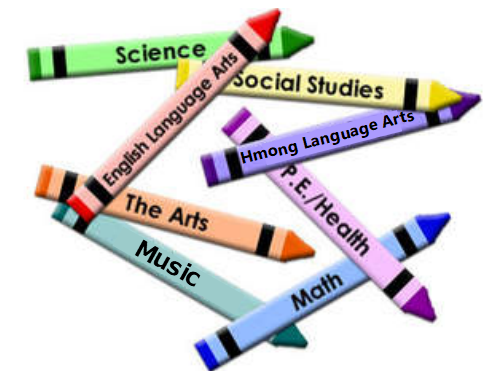 Science
Social Studies
English Language Arts
Hmong Language Arts
P.E./Health
The Arts
Music
Math